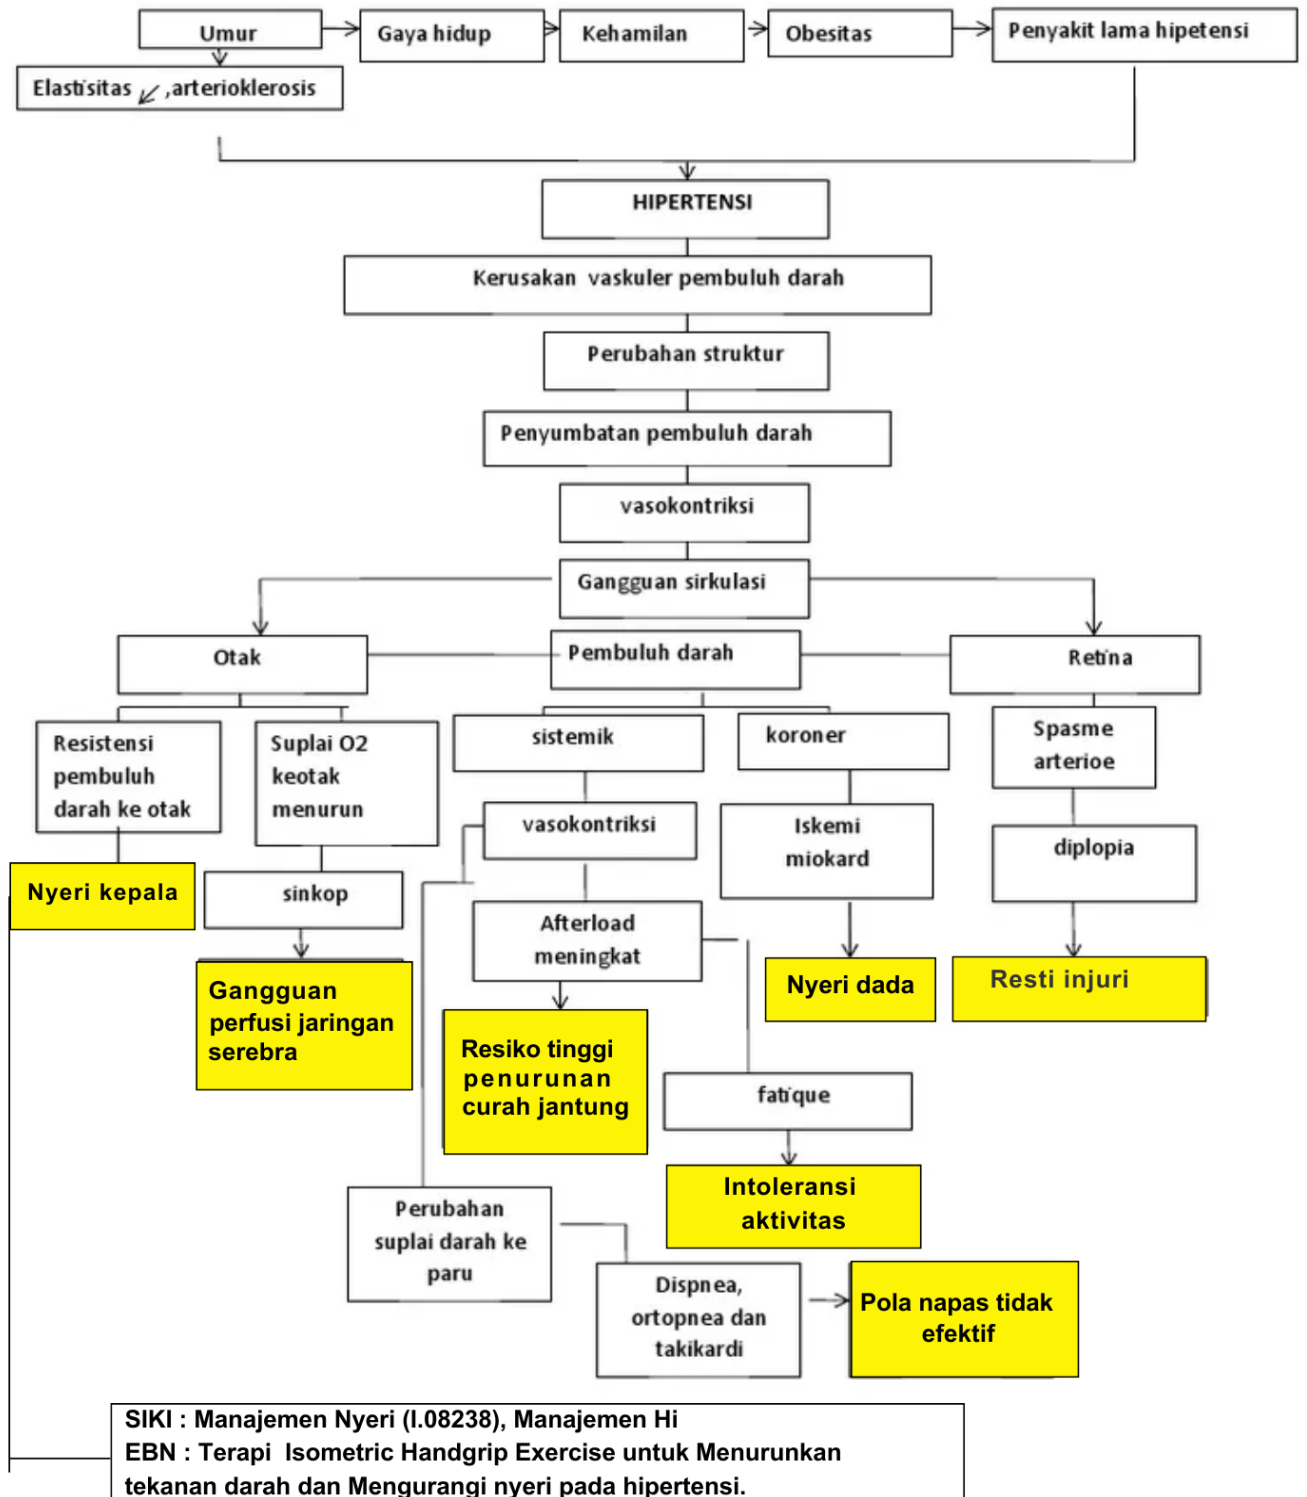 Umur
Gaya hidup
Kehamilan
Obesitas
Penyakit lama hipetensi
Elastisitas ,arterioklerosis
HIPERTENSI
Kerusakan vaskuler pembuluh darah
Perubahan struktur
Penyumbatan pembuluh darah
vasokontriksi
Gangguan sirkulasi
Otak
Pembuluh darah
Retina
Resistensi
pembuluh
darah ke otak
Suplai O2
keotak
menurun
sistemik
koroner
Spasme
arterioe
vasokontriksi
Iskemi
miokard
diplopia
Nyeri kepala
sinkop
Afterload
meningkat
Gangguan
perfusi jaringan
serebra
Nyeri dada
Resti injuri
Resiko tinggi
penurunan
curah jantung
fatique
Intoleransi
aktivitas
Perubahan
suplai darah ke
paru
Dispnea,
ortopnea dan
takikardi
Pola napas tidak
efektif
SIKI : Manajemen Nyeri (I.08238), Manajemen Hi
EBN : Terapi Isometric Handgrip Exercise untuk Menurunkan
tekanan darah dan Mengurangi nyeri pada hipertensi.